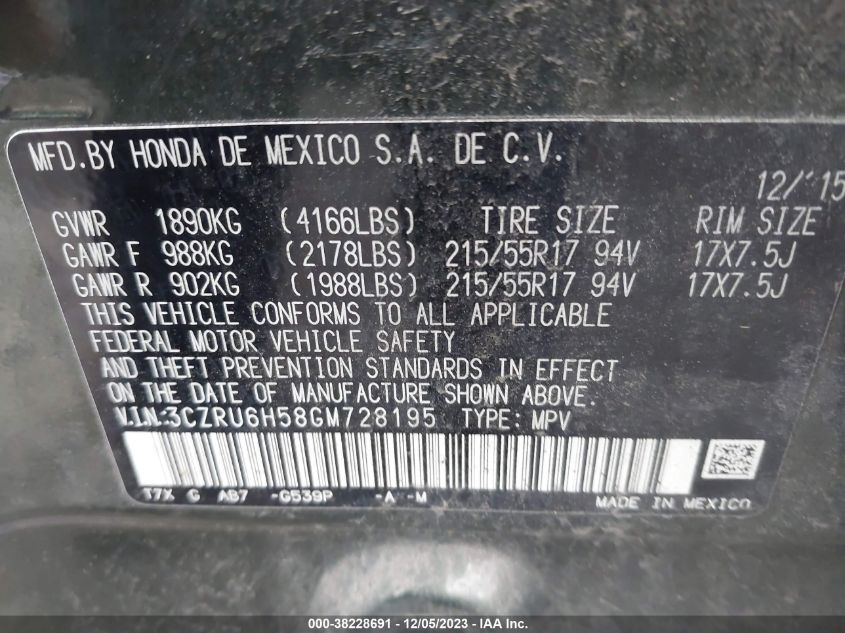 MFD.BY HONDA DE MEXICO S.A. DE C.V.
12/'15
GVWR 1890KG (4166LBS) TIRE SIZE RIM SIZE
GAWR F 988KG (2178LBS) 215/55R17 94V 17X7.5J
GAWR R 902KG (1988LBS) 215/55R17 94V 17X7.5J
THIS VEHICLE CONFORMS TO ALL APPLICABLE
FEDERAL MOTOR VEHICLE SAFETY
AND THEFT PREVENTION STANDARDS IN EFFECT
ON THE DATE OF MANUFACTURE SHOWN ABOVE.
V.I.N:3CZRU6H58GM728195 TYPE: MPV
T7X G AB7 -G539P -A -M MADE IN MEXICO
000-38228691 - 12/05/2023 - IAA Inc.